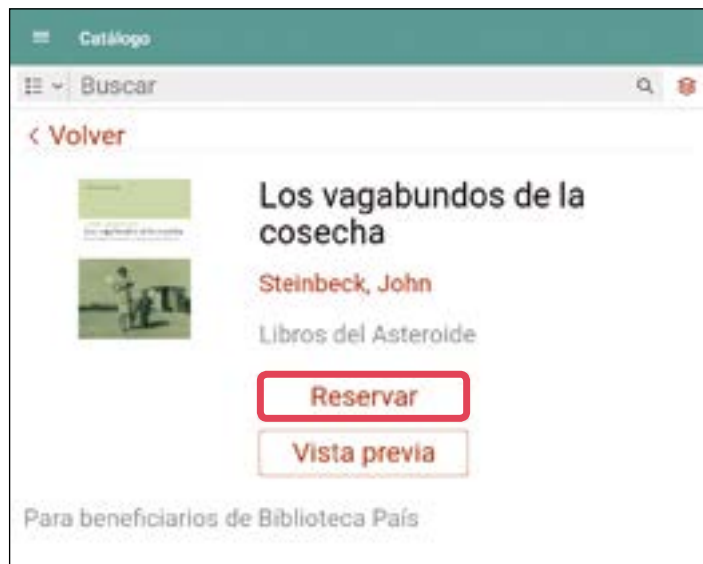 Catálogo
Buscar
< Volver
Los vagabundos de la
cosecha
Steinbeck, John
Libros del Asteroide
Reservar
Vista previa
Para beneficiarios de Biblioteca País